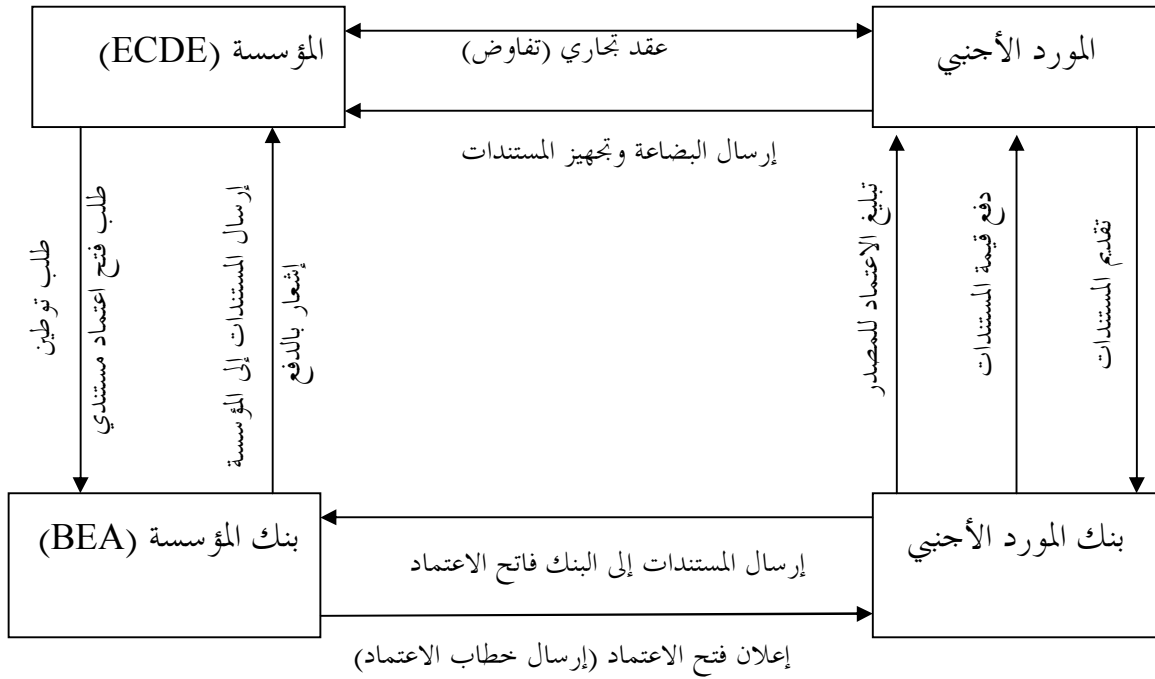 المورد الأجنبي
المؤسسة (ECDE)
عقد تجاري (تفاوض)
إرسال البضاعة وتجهيز المستندات
تقديم المستندات
دفع قيمة المستندات
تبليغ الاعتماد للمصدر
إشعار بالدفع
إرسال المستندات إلى المؤسسة
طلب فتح اعتماد مستندي
طلب توطين
بنك المورد الأجنبي
بنك المؤسسة (BEA)
إرسال المستندات إلى البنك فاتح الاعتماد
إعلان فتح الاعتماد (إرسال خطاب الاعتماد)